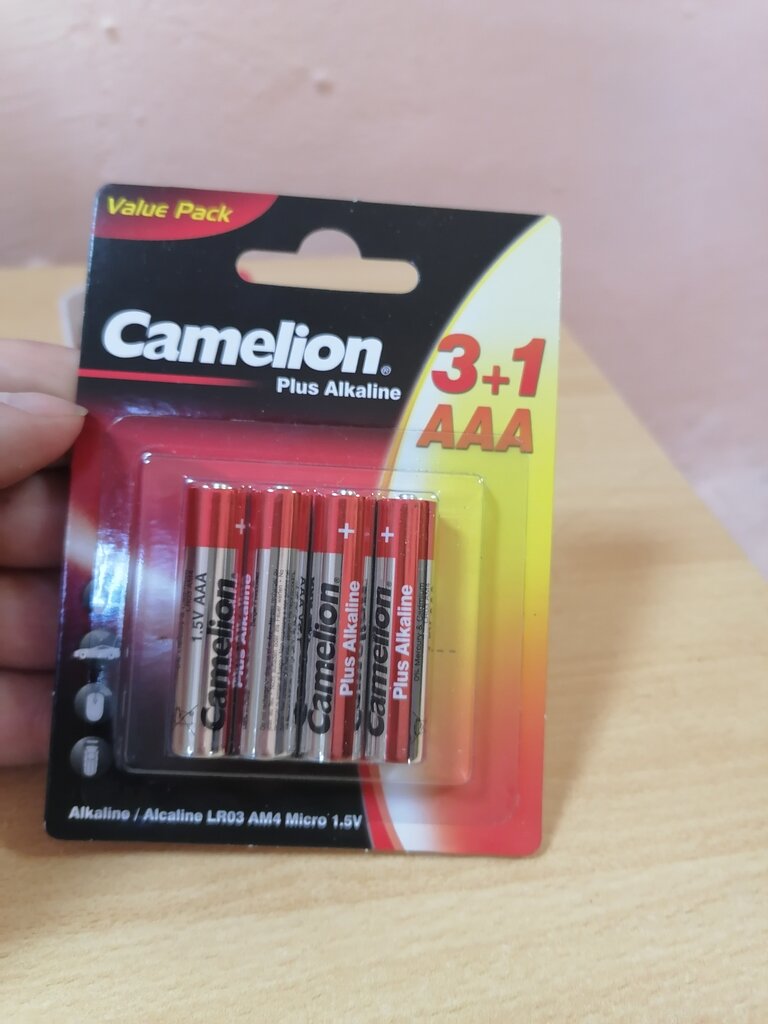 Value Pack
Camelion®
Plus Alkaline
3+1
AAA
+
+
+
1.5V AAA
Camelion
Plus Alkaline
Camelion®
Plus Alkaline
Camelion®
Plus Alkaline
Alkaline / Alcaline LR03 AM4 Micro 1.5V